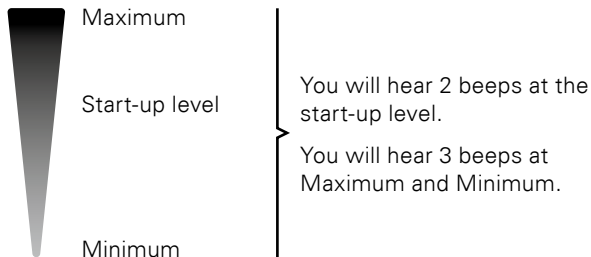 Maximum
Start-up level
Minimum
You will hear 2 beeps at the
start-up level.
You will hear 3 beeps at
Maximum and Minimum.